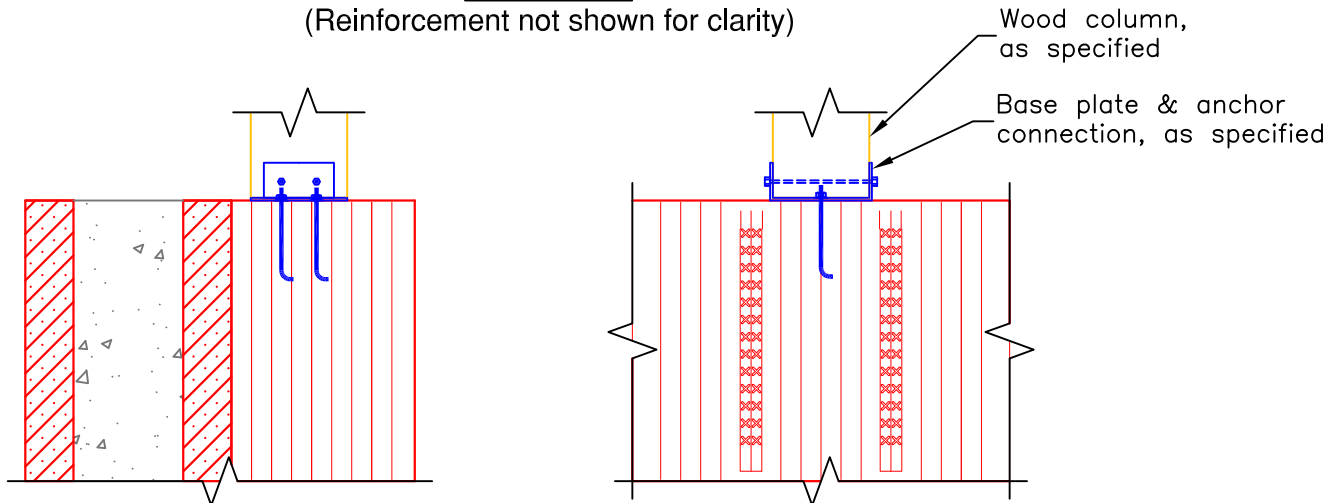 (Reinforcement not shown for clarity)
Wood column,
as specified
Base plate & anchor
connection, as specified